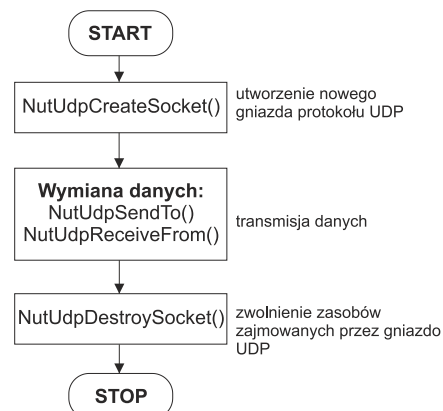 START
NutUdpCreateSocket()
utworzenie nowego
gniazda protokołu UDP
Wymiana danych:
NutUdpSendTo()
NutUdpReceiveFrom()
transmisja danych
NutUdpDestroySocket()
zwolnienie zasobów
zajmowanych przez gniazdo
UDP
STOP